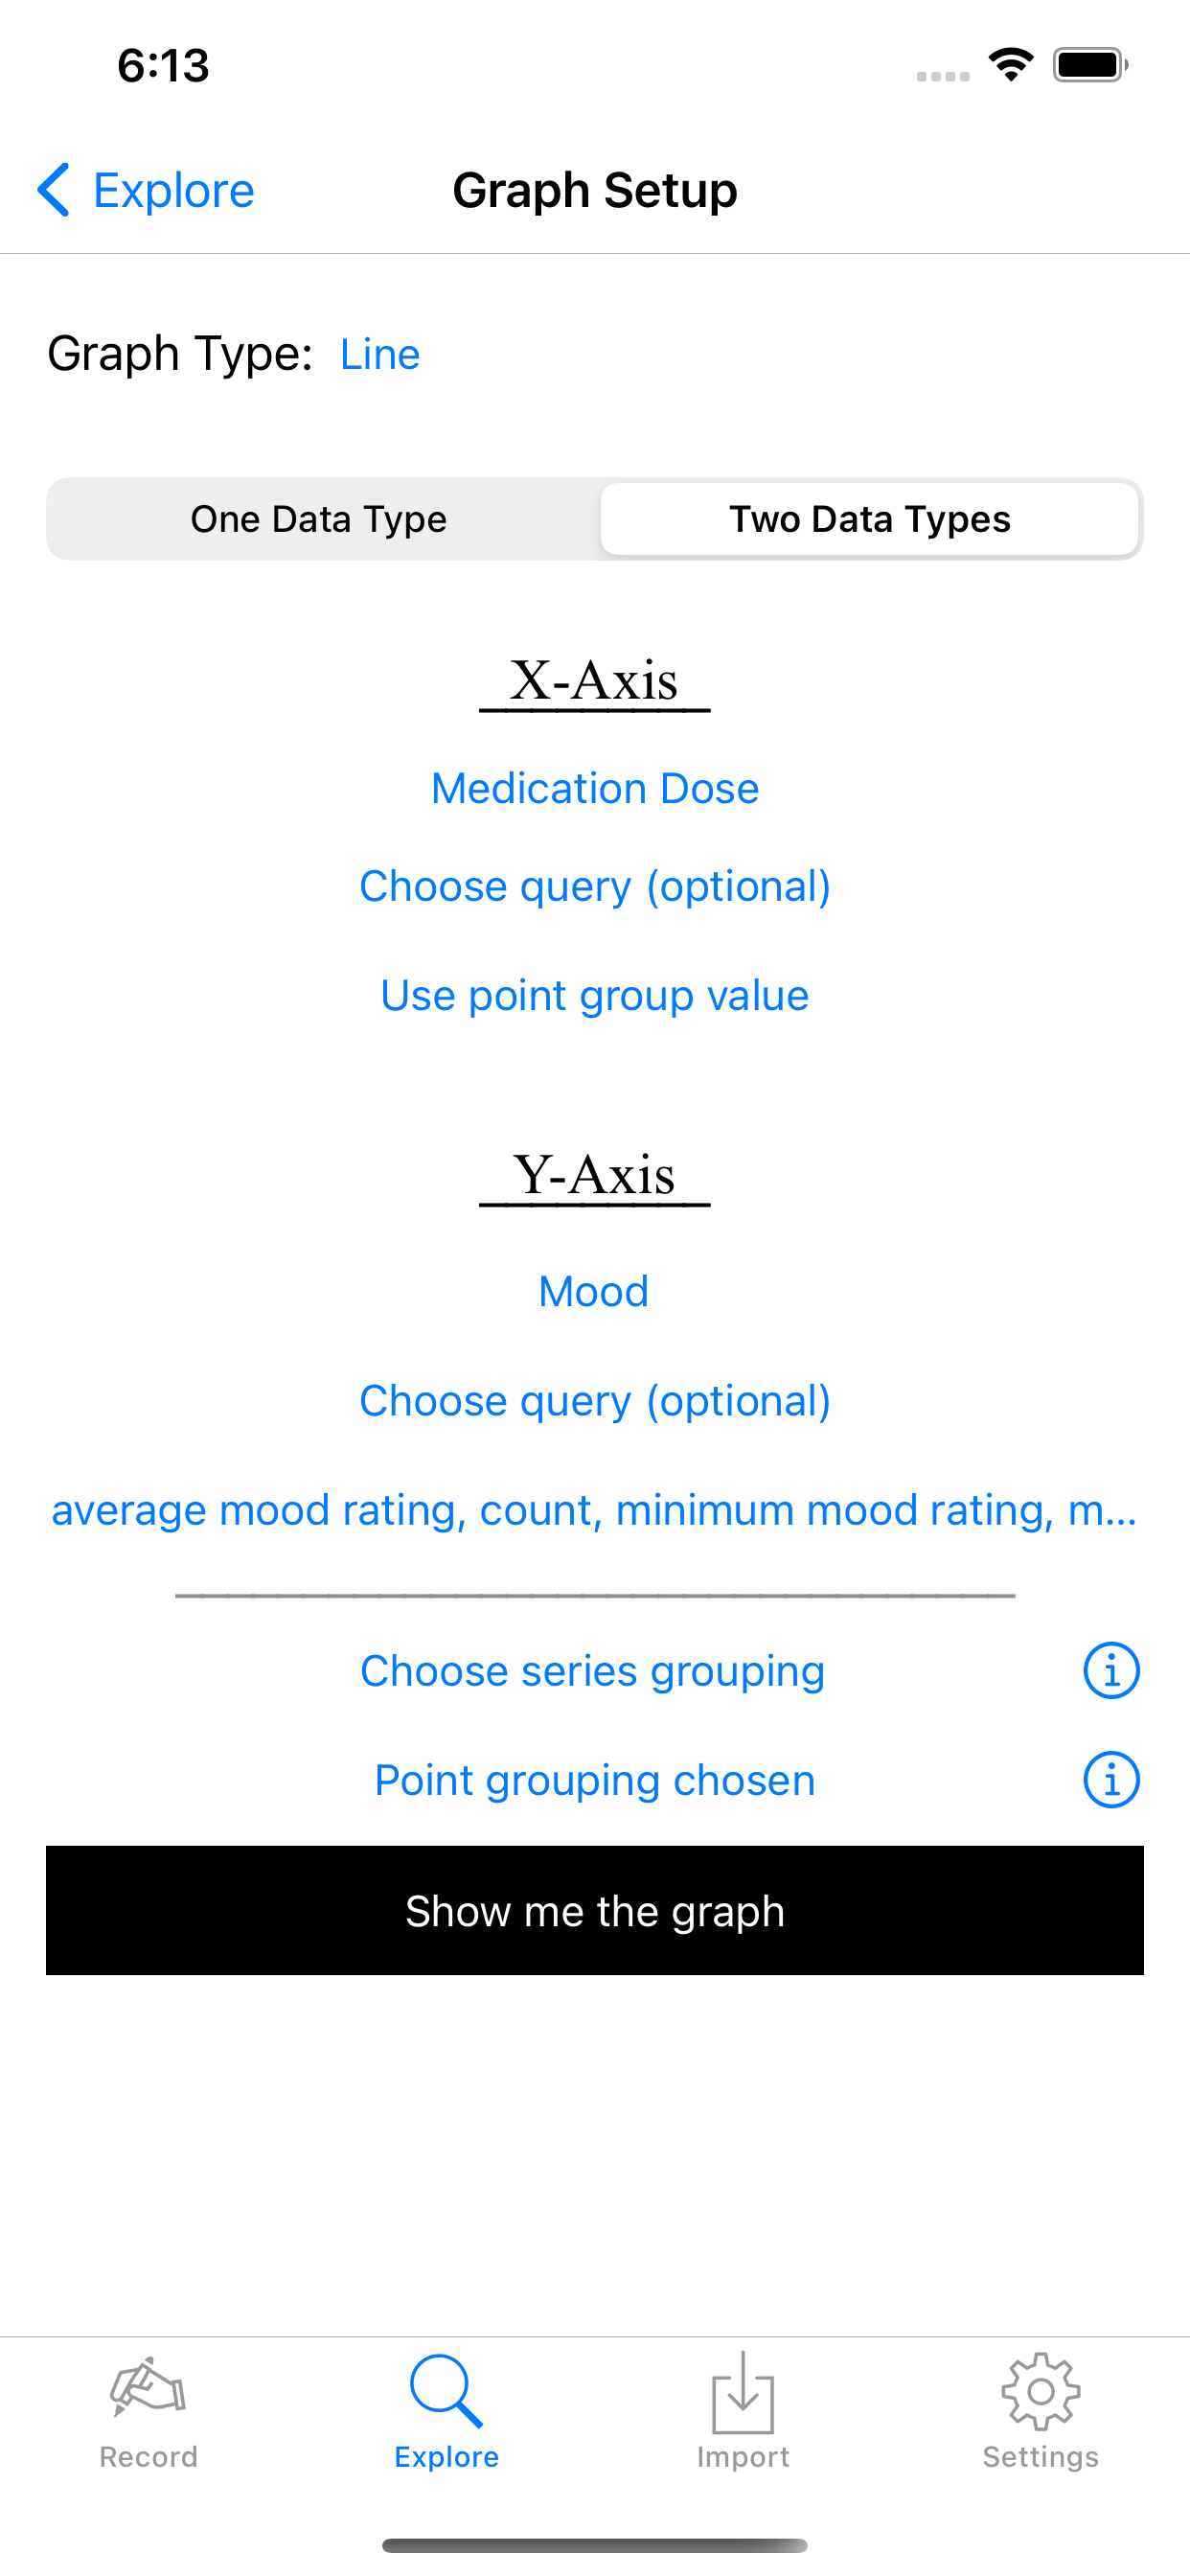 6:13
Explore
Graph Setup
Graph Type: Line
One Data Type
Two Data Types
X-Axis
Medication Dose
Choose query (optional)
Use point group value
Y-Axis
Mood
Choose query (optional)
average mood rating, count, minimum mood rating, m...
Choose series grouping
Point grouping chosen
Show me the graph
Record
Explore
Import
Settings